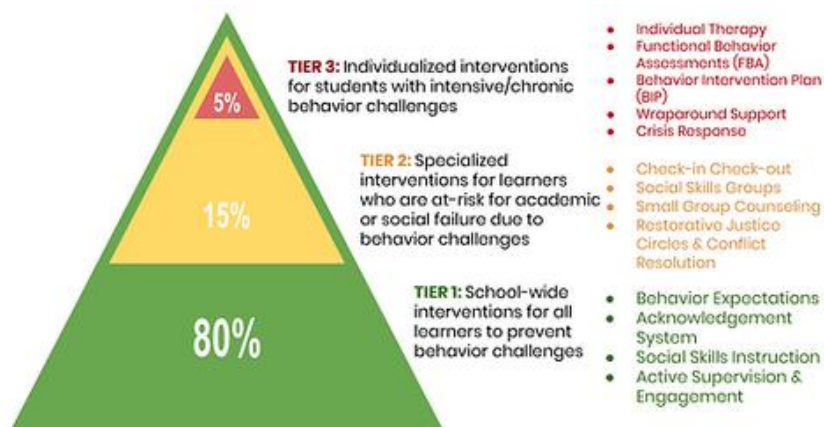 5%
TIER 3: Individualized interventions
for students with intensive/chronic
behavior challenges
• Individual Therapy
• Functional Behavior
Assessments (FBA)
• Behavior Intervention Plan
(BIP)
• Wraparound Support
• Crisis Response
15%
TIER 2: Specialized
interventions for learners
who are at-risk for academic
or social failure due to
behavior challenges
• Check-in Check-out
• Social Skills Groups
• Small Group Counseling
• Restorative Justice
Circles & Conflict
Resolution
80%
TIER 1: School-wide
interventions for all
learners to prevent
behavior challenges
• Behavior Expectations
• Acknowledgement
System
• Social Skills Instruction
• Active Supervision &
Engagement